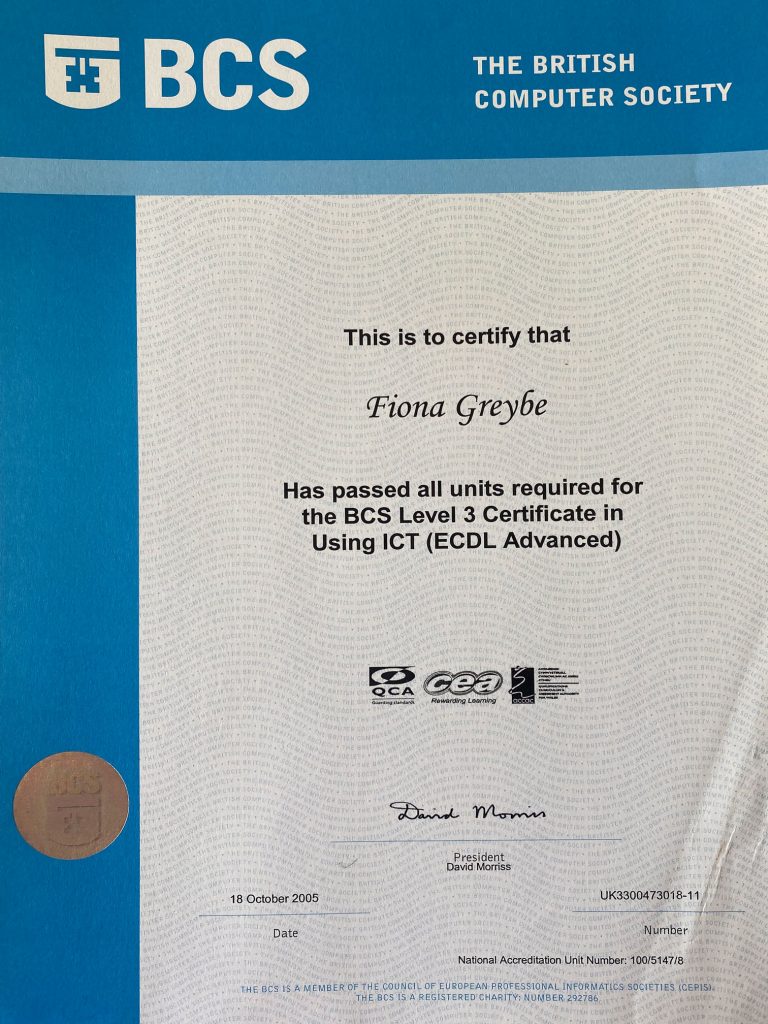 BCS
THE BRITISH
COMPUTER SOCIETY
This is to certify that
Fiona Greybe
Has passed all units required for
the BCS Level 3 Certificate in
Using ICT (ECDL Advanced)
QCA
Guarding standards
cea
Rewarding Learning
BCS
David Morriss
President
David Morriss
18 October 2005
UK3300473018-11
Date
Number
National Accreditation Unit Number: 100/5147/8
THE BCS IS A MEMBER OF THE COUNCIL OF EUROPEAN PROFESSIONAL INFORMATICS SOCIETIES (CEPIS).
THE BCS IS A REGISTERED CHARITY: NUMBER 292786